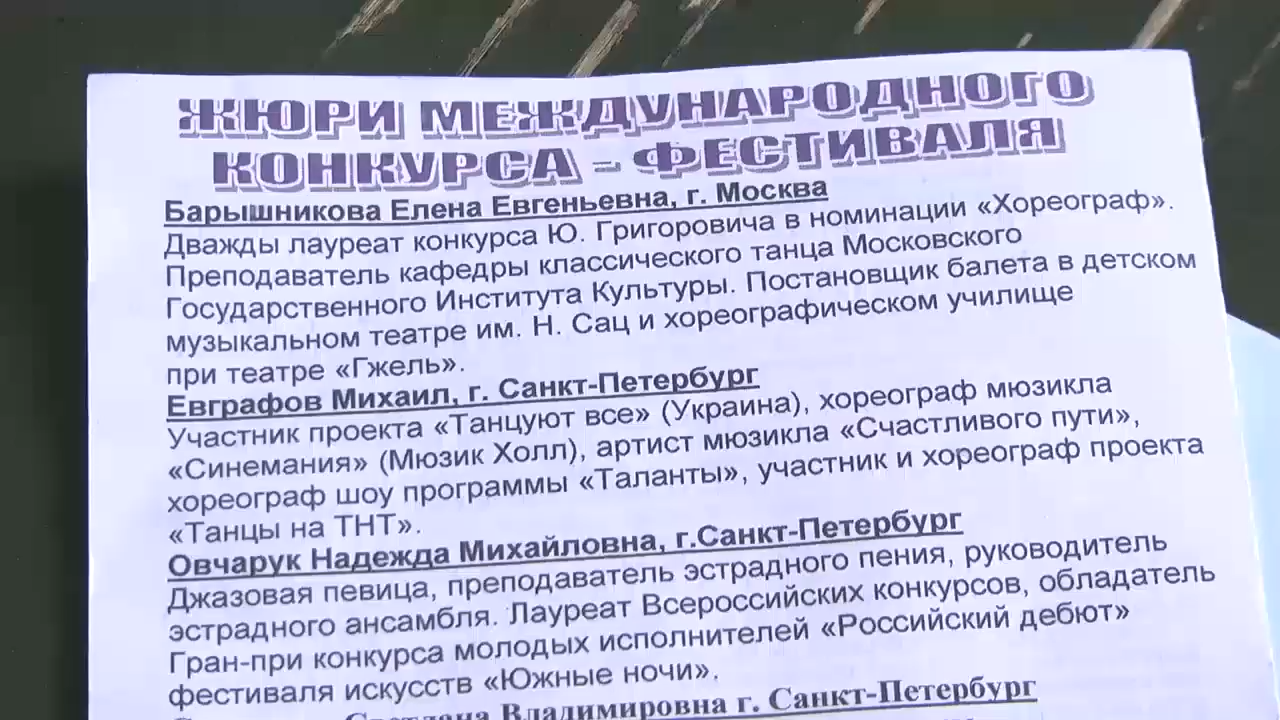 ЖЮРИ МЕЖДУНАРОДНОГО
КОНКУРСА - ФЕСТИВАЛЯ
Барышникова Елена Евгеньевна, г. Москва
Дважды лауреат конкурса Ю. Григоровича в номинации «Хореограф».
Преподаватель кафедры классического танца Московского
Государственного Института Культуры. Постановщик балета в детском
музыкальном театре им. Н. Сац и хореографическом училище
при театре «Гжель».
Евграфов Михаил, г. Санкт-Петербург
Участник проекта «Танцуют все» (Украина), хореограф мюзикла
«Синемания» (Мюзик Холл), артист мюзикла «Счастливого пути»,
хореограф шоу программы «Таланты», участник и хореограф проекта
«Танцы на ТНТ».
Овчарук Надежда Михайловна, г.Санкт-Петербург
Джазовая певица, преподаватель эстрадного пения, руководитель
эстрадного ансамбля. Лауреат Всероссийских конкурсов, обладатель
Гран-при конкурса молодых исполнителей «Российский дебют»
фестиваля искусств «Южные ночи».
Светлана Владимировна г. Санкт-Петербург